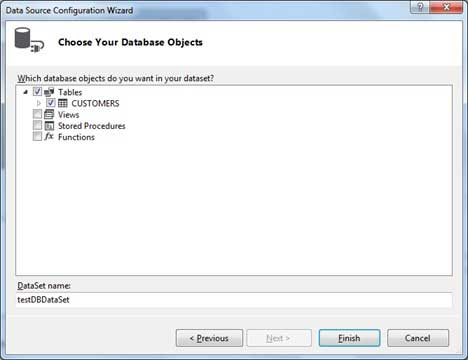 Data Source Configuration Wizard
Choose Your Database Objects
Which database objects do you want in your dataset?
Tables
CUSTOMERS
Views
Stored Procedures
fx Functions
DataSet name:
testDBDataSet
< Previous Next > Finish Cancel